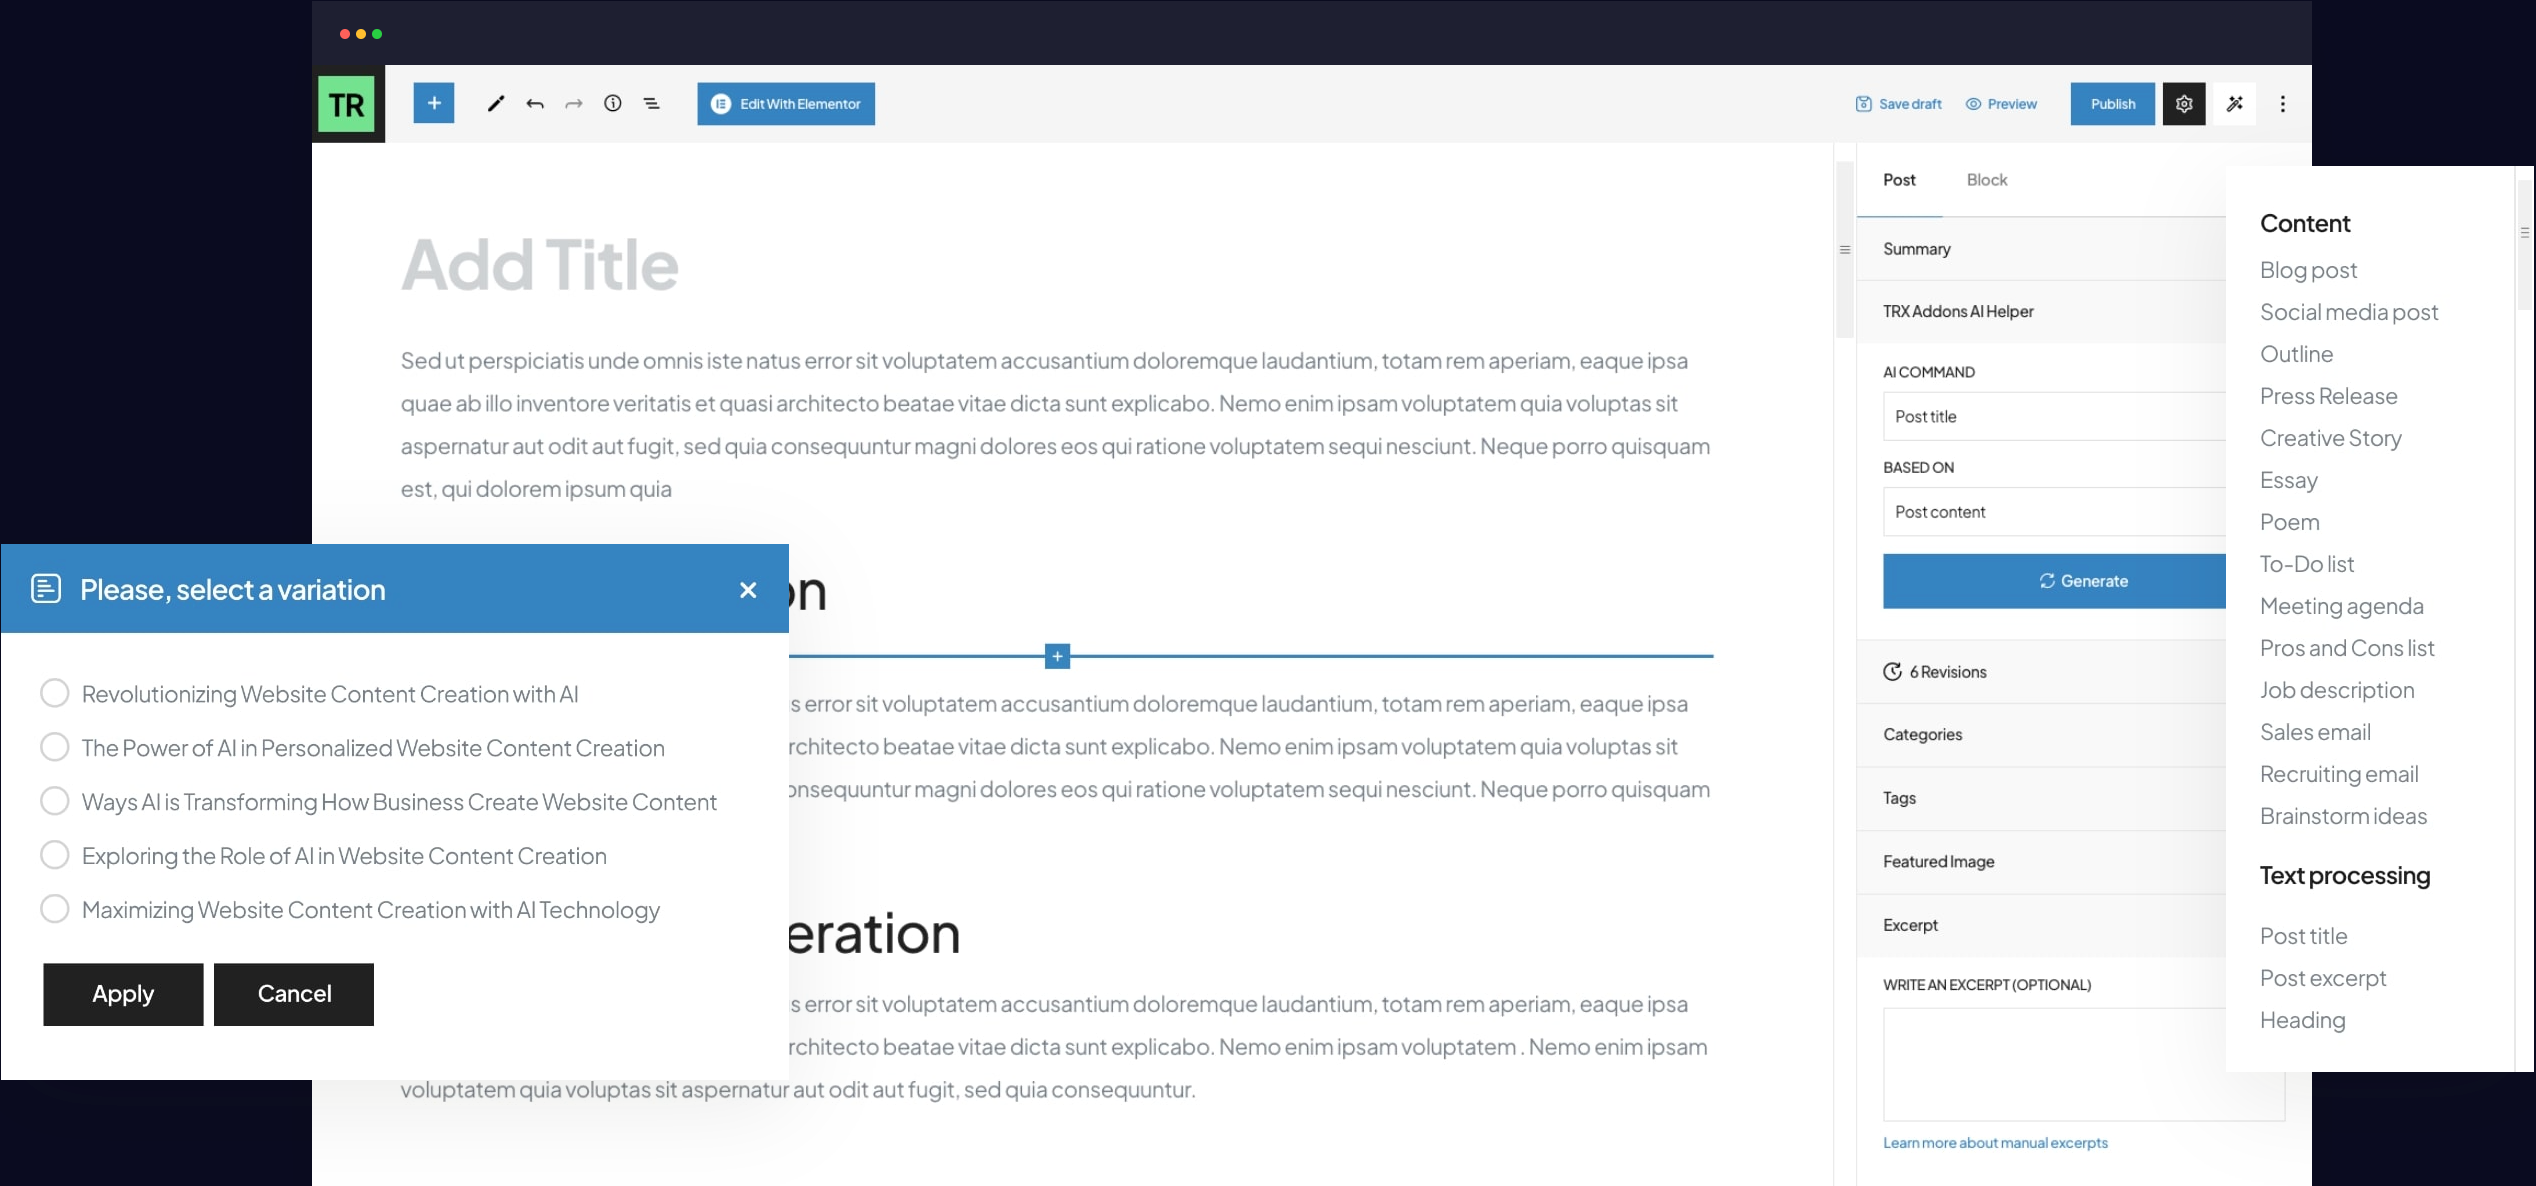 TR
Edit With Elementor
Save draft
Preview
Publish
Add Title
Sed ut perspiciatis unde omnis iste natus error sit voluptatem accusantium doloremque laudantium, totam rem aperiam, eaque ipsa
quae ab illo inventore veritatis et quasi architecto beatae vitae dicta sunt explicabo. Nemo enim ipsam voluptatem quia voluptas sit
aspernatur aut odit aut fugit, sed quia consequuntur magni dolores eos qui ratione voluptatem sequi nesciunt. Neque porro quisquam
est, qui dolorem ipsum quia
on
s error sit voluptatem accusantium doloremque laudantium, totam rem aperiam, eaque ipsa
rchitecto beatae vitae dicta sunt explicabo. Nemo enim ipsam voluptatem quia voluptas sit
onsequuntur magni dolores eos qui ratione voluptatem sequi nesciunt. Neque porro quisquam
eration
s error sit voluptatem accusantium doloremque laudantium, totam rem aperiam, eaque ipsa
rchitecto beatae vitae dicta sunt explicabo. Nemo enim ipsam voluptatem . Nemo enim ipsam
voluptatem quia voluptas sit aspernatur aut odit aut fugit, sed quia consequuntur.
Please, select a variation
Revolutionizing Website Content Creation with AI
The Power of AI in Personalized Website Content Creation
Ways AI is Transforming How Business Create Website Content
Exploring the Role of AI in Website Content Creation
Maximizing Website Content Creation with AI Technology
Apply
Cancel
Post
Block
Summary
TRX Addons AI Helper
AI COMMAND
Post title
BASED ON
Post content
Generate
6 Revisions
Categories
Tags
Featured Image
Excerpt
WRITE AN EXCERPT (OPTIONAL)
Learn more about manual excerpts
Content
Blog post
Social media post
Outline
Press Release
Creative Story
Essay
Poem
To-Do list
Meeting agenda
Pros and Cons list
Job description
Sales email
Recruiting email
Brainstorm ideas
Text processing
Post title
Post excerpt
Heading